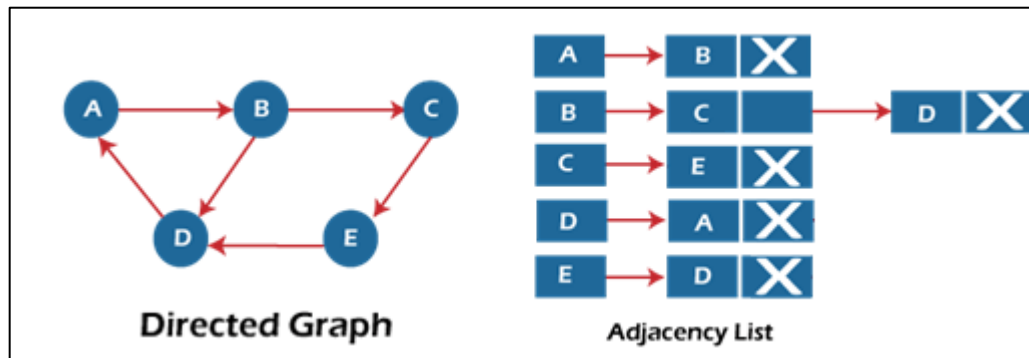 A B C
D E
Directed Graph
A B X
B C D X
C E X
D A X
E D X
Adjacency List